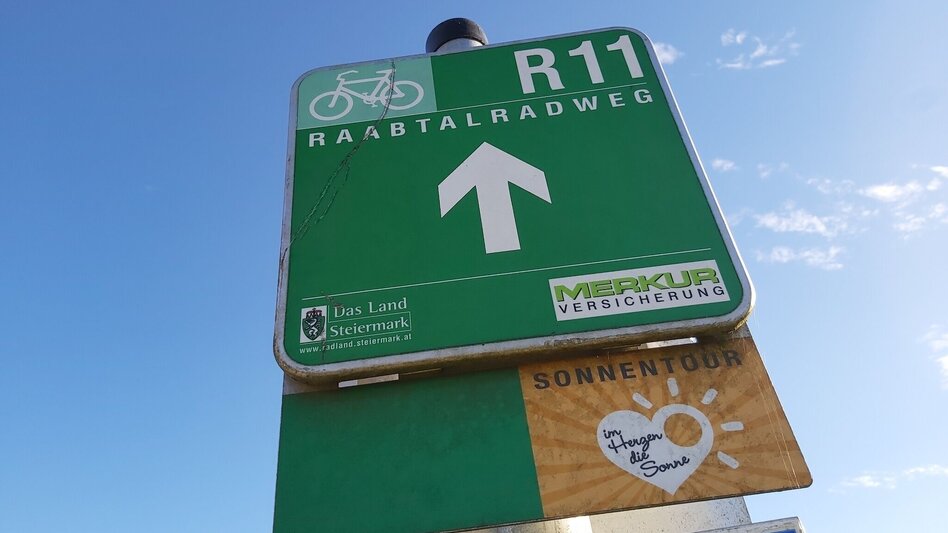 R11
RAABTALRADWEG
Das Land
Steiermark
www.radland.steiermark.at
MERKUR
VERSICHERUNG
SONNENTOUR
im
Herzen
die
Sonne